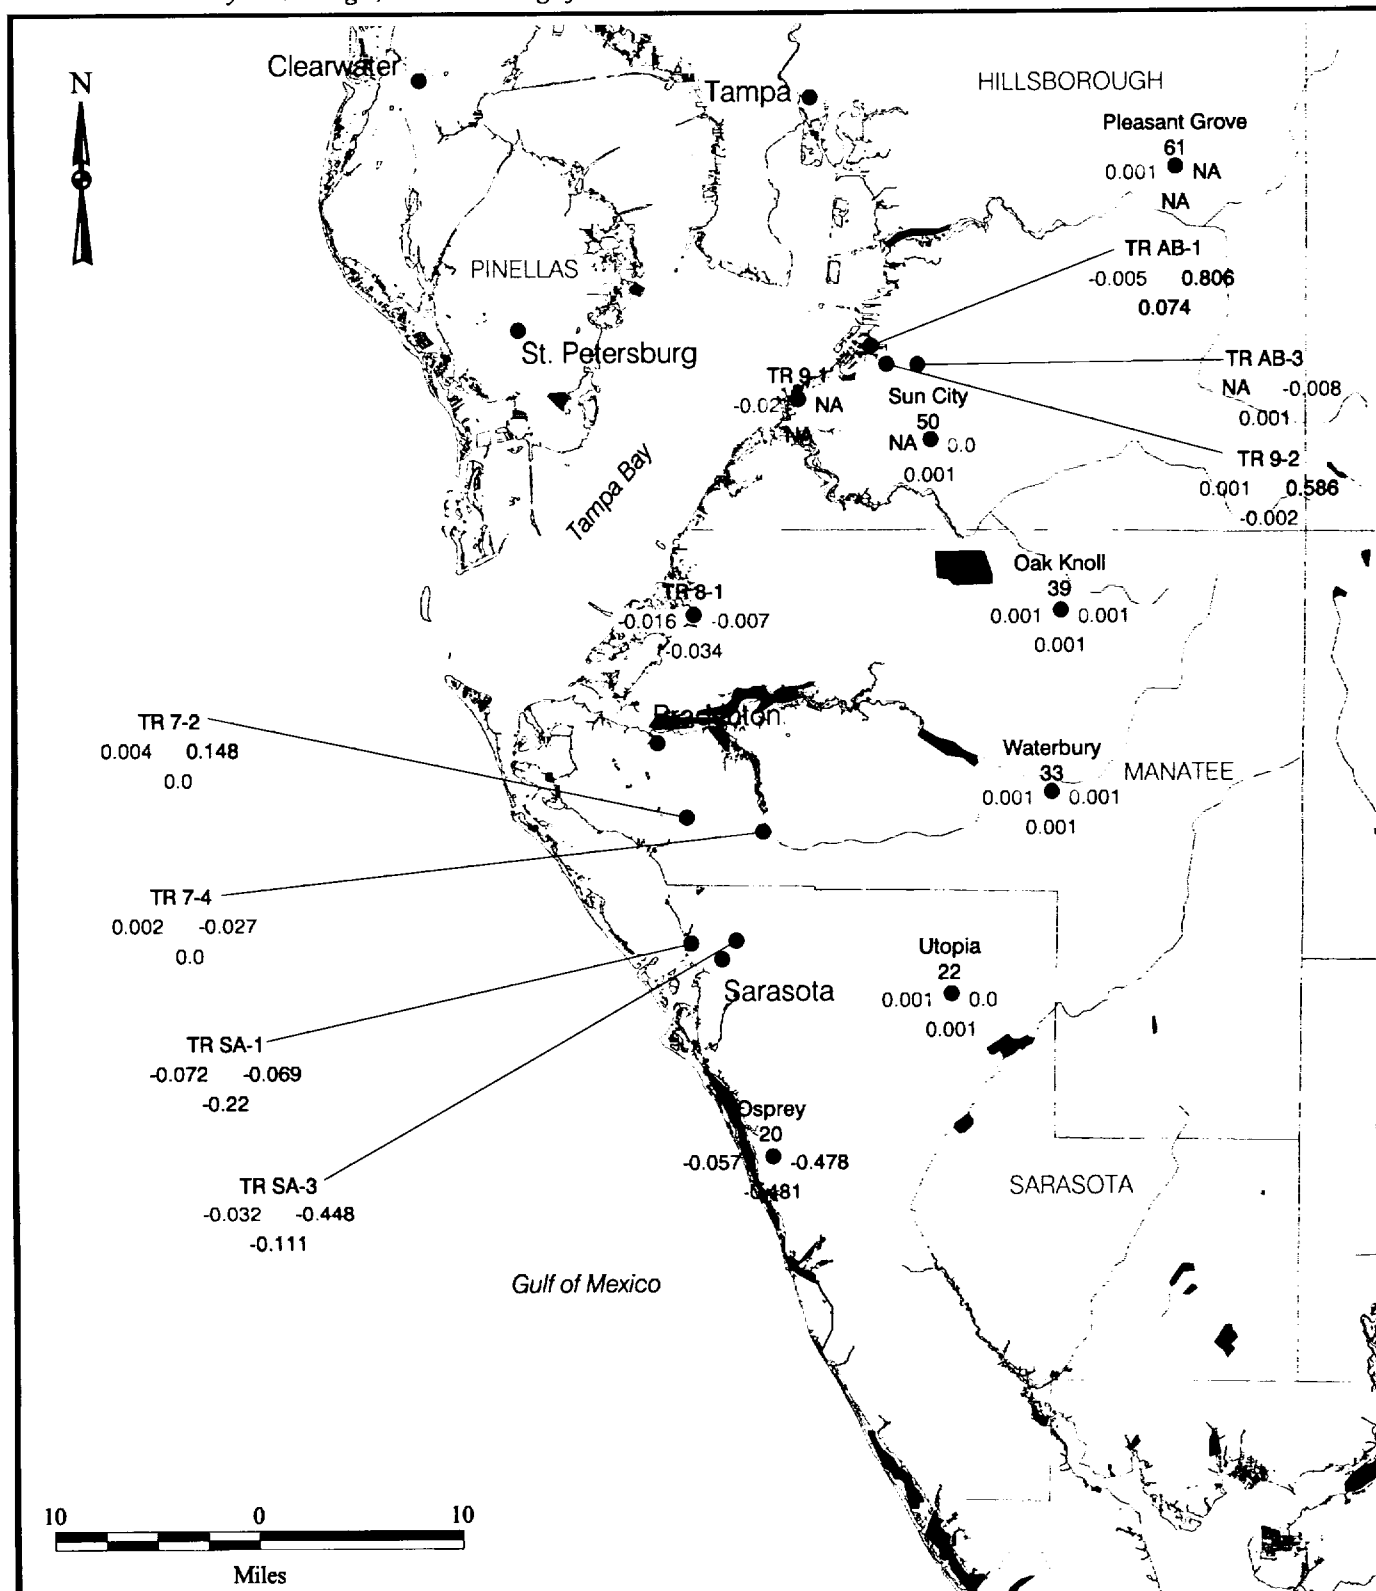 Clearwater
N
Tampa
HILLSBOROUGH
Pleasant Grove
61
0.001 NA
NA
TR AB-1
-0.005 0.806
0.074
PINELLAS
St. Petersburg
TR AB-3
NA -0.008
0.001
TR 9-1
-0.02 NA
NA
Sun City
50
NA 0.0
0.001
TR 9-2
0.001 0.586
-0.002
Tampa Bay
Oak Knoll
39
0.001 0.001
0.001
TR 8-1
-0.016 -0.007
-0.034
Bradenton
TR 7-2
0.004 0.148
0.0
Waterbury
33
0.001 0.001
0.001
MANATEE
TR 7-4
0.002 -0.027
0.0
Utopia
22
0.001 0.0
0.001
Sarasota
TR SA-1
-0.072 -0.069
-0.22
Osprey
20
-0.057 -0.478
-0.481
TR SA-3
-0.032 -0.448
-0.111
SARASOTA
Gulf of Mexico
10 0 10
Miles